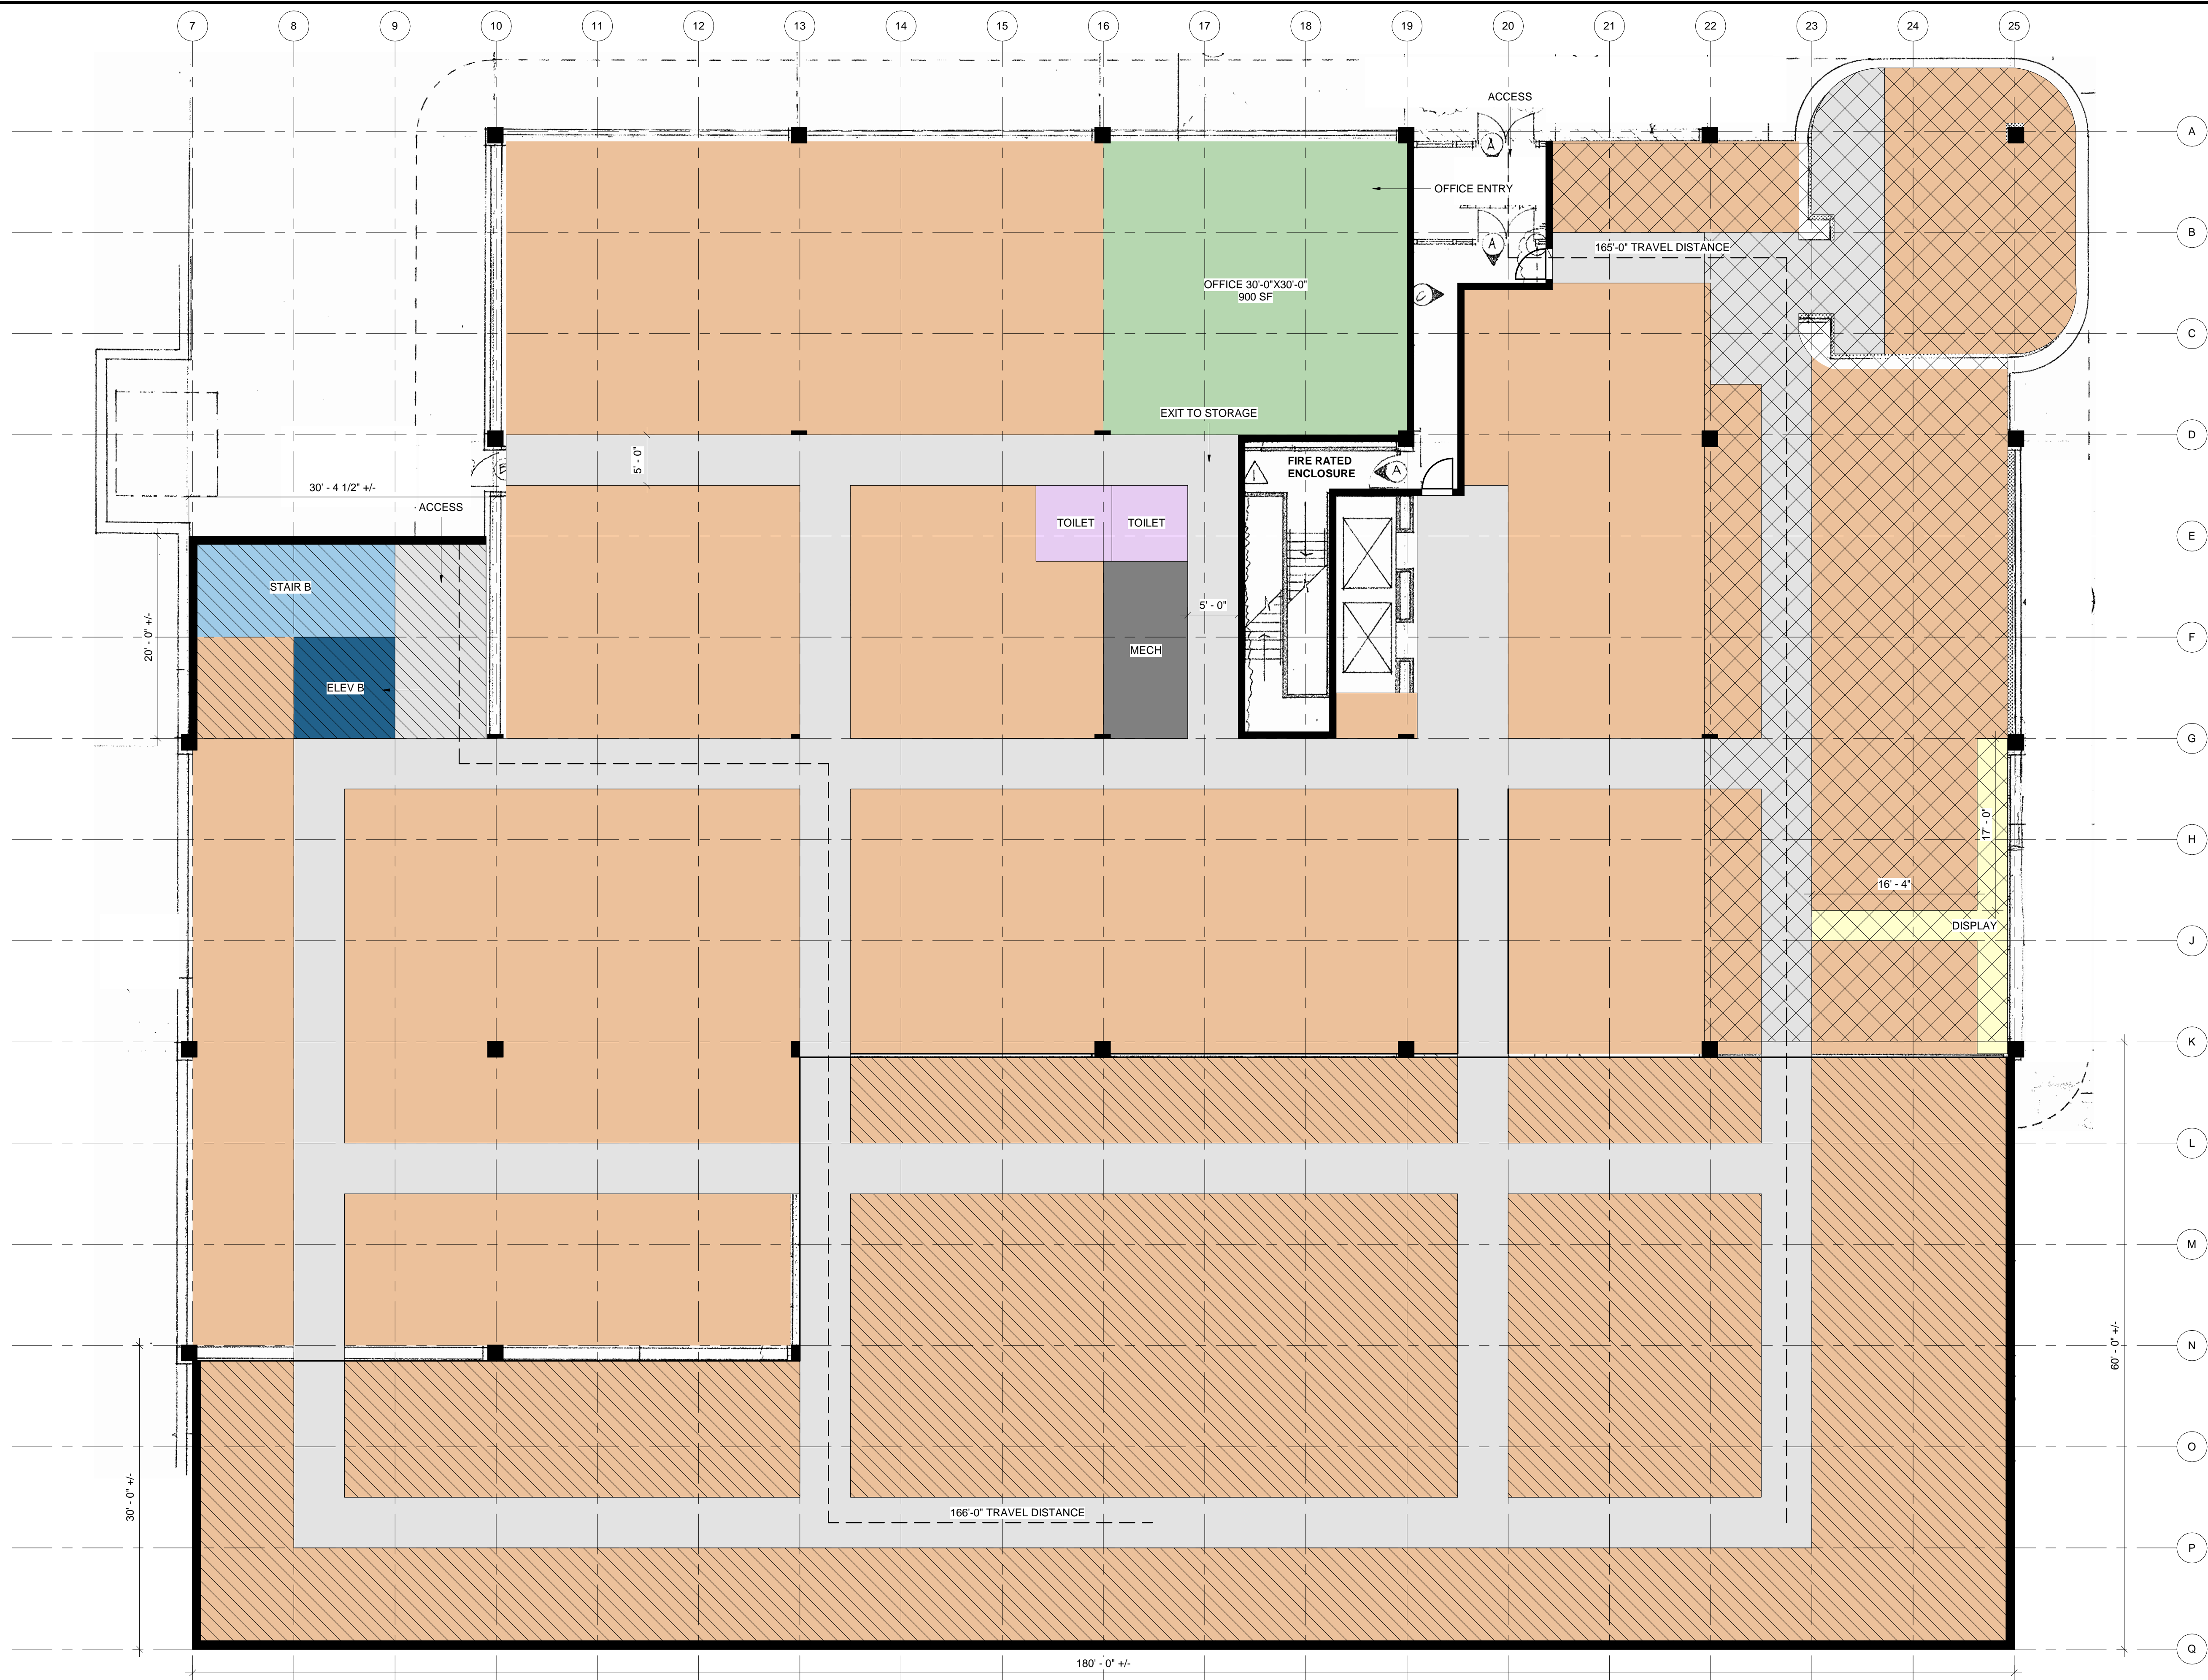 7
8
9
10
11
12
13
14
15
16
17
18
19
20
21
22
23
24
25
ACCESS
A
A
OFFICE ENTRY
B
A
165'-0" TRAVEL DISTANCE
OFFICE 30'-0"X30'-0"
900 SF
C
C
EXIT TO STORAGE
D
5' - 0"
FIRE RATED
ENCLOSURE
A
30' - 4 1/2" +/-
ACCESS
TOILET
TOILET
E
STAIR B
5' - 0"
20' - 0" +/-
F
MECH
ELEV B
G
17' - 0"
H
16' - 4"
DISPLAY
J
K
L
M
N
60' - 0" +/-
O
30' - 0" +/-
166'-0" TRAVEL DISTANCE
P
Q
180' - 0" +/-